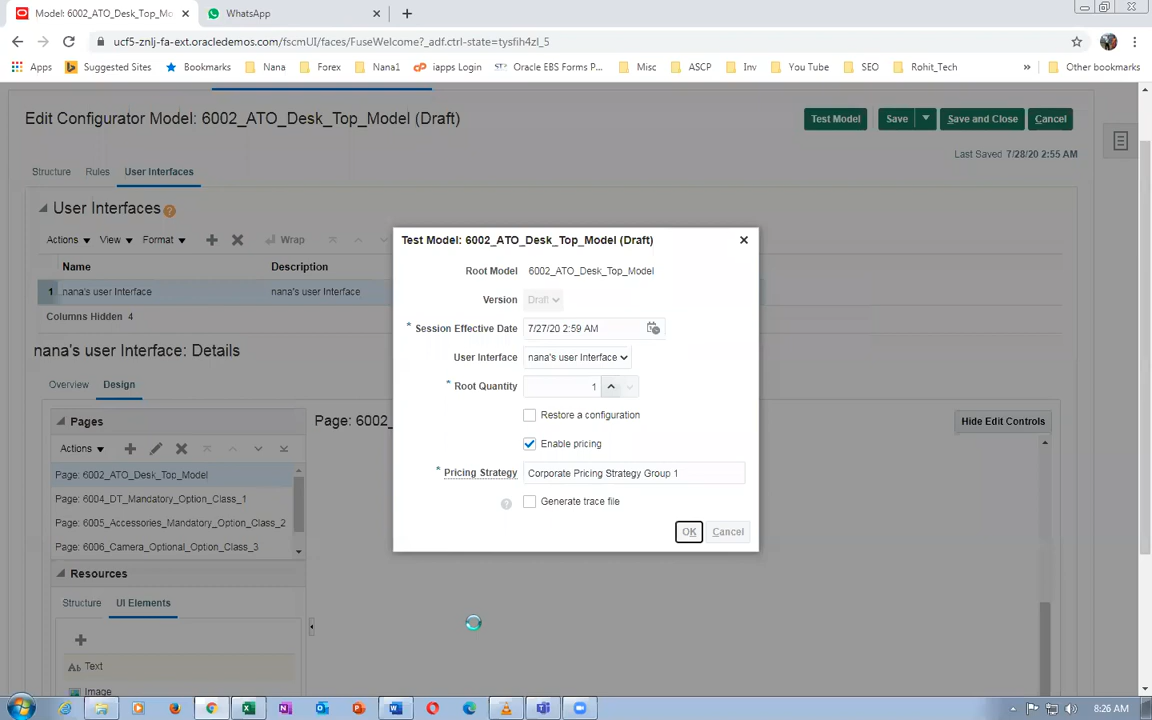 Model: 6002_ATO_Desk_Top_Mo
WhatsApp
ucf5-znlj-fa-ext.oracledemos.com/fscmUI/faces/FuseWelcome?_adf.ctrl-state=tysfih4zl_5
Apps Suggested Sites Bookmarks Nana Forex Nana1 iapps Login Oracle EBS Forms P... Misc ASCP Inv You Tube SEO Rohit_Tech » Other bookmarks
Edit Configurator Model: 6002_ATO_Desk_Top_Model (Draft)
Test Model Save Save and Close Cancel
Last Saved 7/28/20 2:55 AM
Structure Rules User Interfaces
User Interfaces
Actions View Format Wrap
Name Description
1 nana's user Interface nana's user Interface
Columns Hidden 4
nana's user Interface: Details
Overview Design
Pages
Page: 6002_
Hide Edit Controls
Actions
Page: 6002_ATO_Desk_Top_Model
Page: 6004_DT_Mandatory_Option_Class_1
Page: 6005_Accessories_Mandatory_Option_Class_2
Page: 6006_Camera_Optional_Option_Class_3
Resources
Structure UI Elements
Text
Image
Test Model: 6002_ATO_Desk_Top_Model (Draft)
Root Model 6002_ATO_Desk_Top_Model
Version Draft
* Session Effective Date 7/27/20 2:59 AM
User Interface nana's user Interface
* Root Quantity 1
Restore a configuration
Enable pricing
* Pricing Strategy Corporate Pricing Strategy Group 1
Generate trace file
OK Cancel
8:26 AM